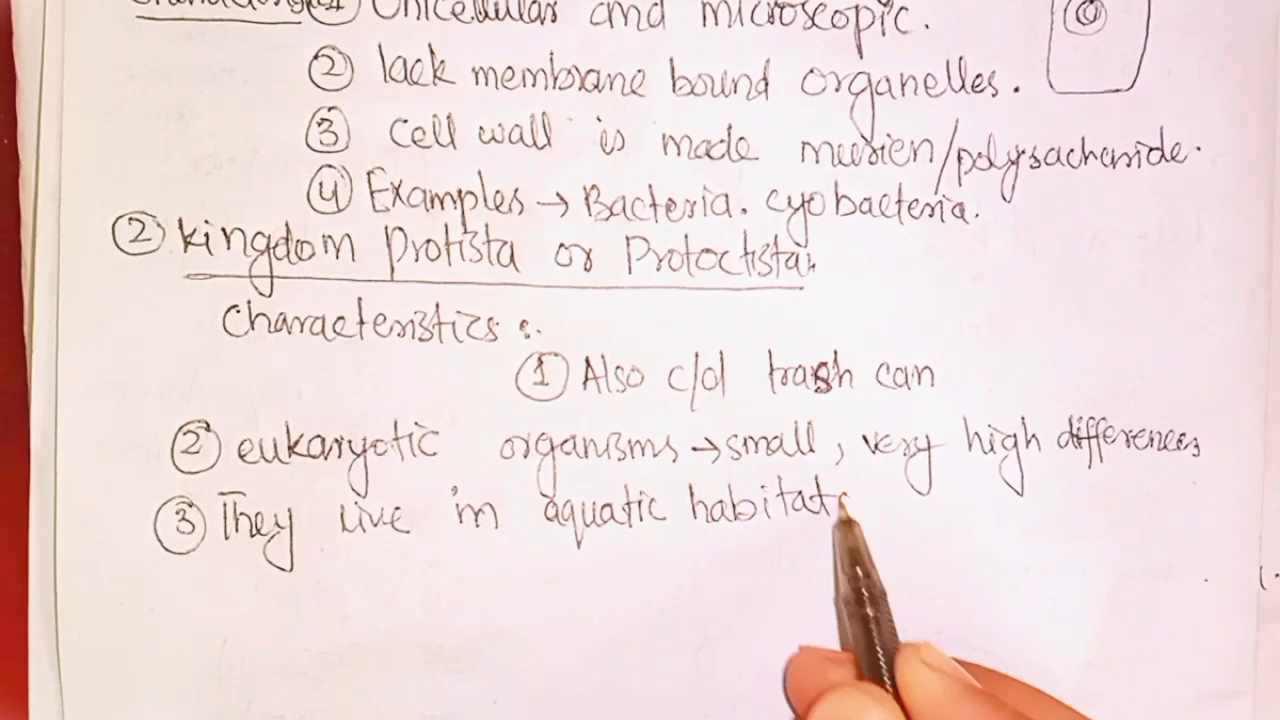 ① Unicellular and microscopic.
② lack membrane bound organelles.
③ Cell wall is made murien/polysacharide.
④ Examples → Bacteria. cyobacteria.
② kingdom Protista or Protoctista
Characteristics :.
① Also c/d trash can
② eukaryotic organisms → small, very high differences
③ They live in aquatic habitats